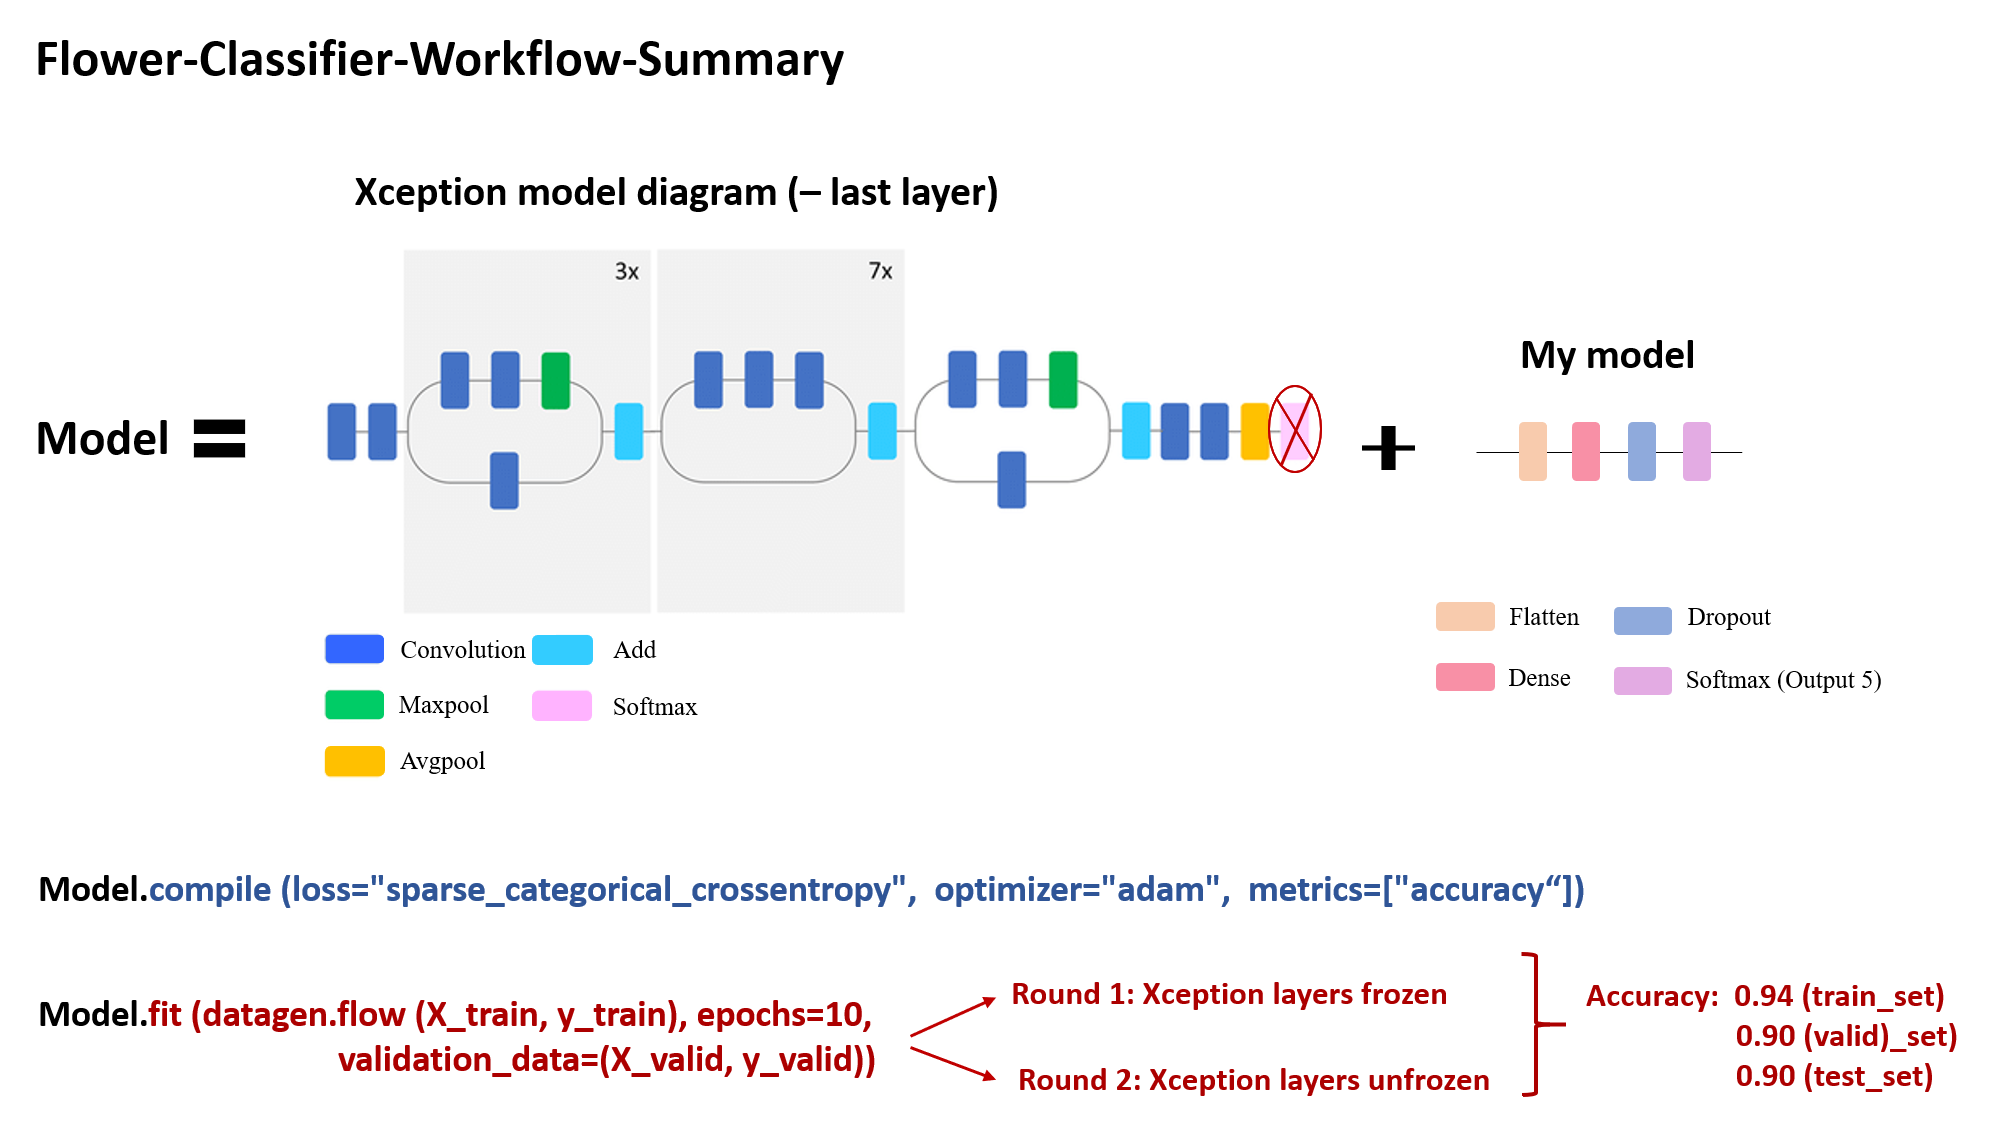 Flower-Classifier-Workflow-Summary
Xception model diagram (– last layer)
3x
7x
My model
Model =
+
Convolution
Add
Maxpool
Softmax
Avgpool
Flatten
Dropout
Dense
Softmax (Output 5)
Model.compile (loss="sparse_categorical_crossentropy", optimizer="adam", metrics=["accuracy“])
Model.fit (datagen.flow (X_train, y_train), epochs=10,
validation_data=(X_valid, y_valid))
Round 1: Xception layers frozen
Round 2: Xception layers unfrozen
Accuracy: 0.94 (train_set)
0.90 (valid)_set)
0.90 (test_set)